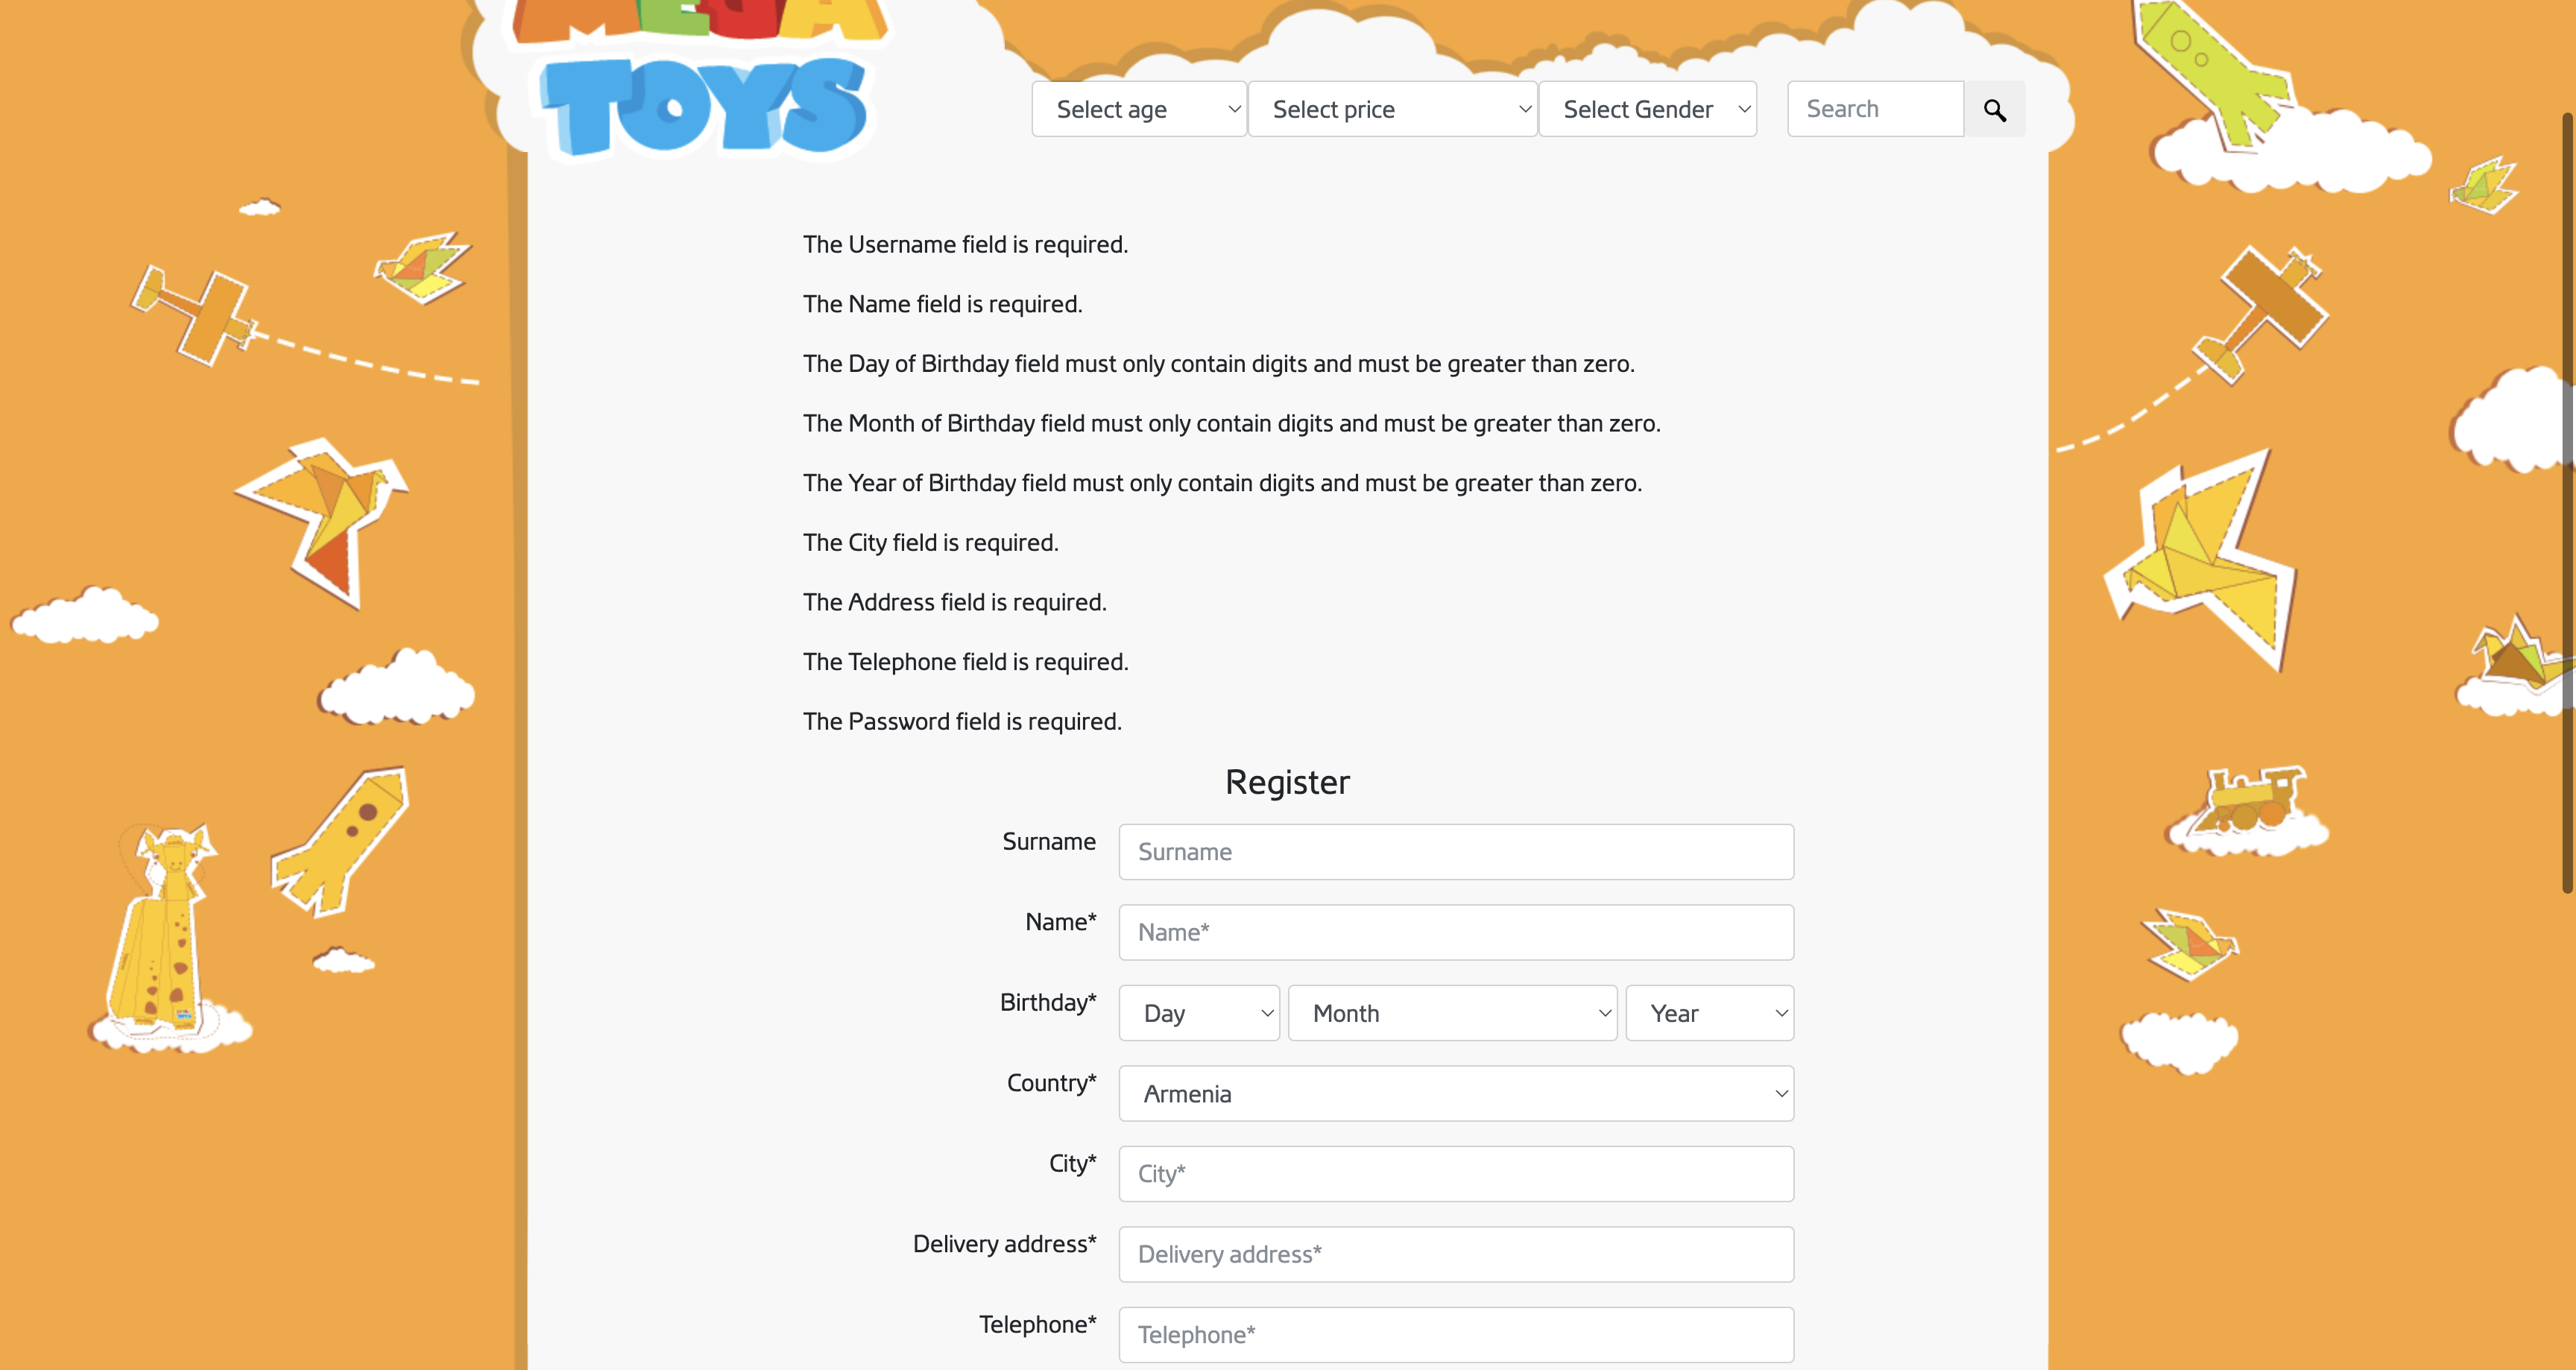 MEGA
TOYS
Select age Select price Select Gender Search
The Username field is required.
The Name field is required.
The Day of Birthday field must only contain digits and must be greater than zero.
The Month of Birthday field must only contain digits and must be greater than zero.
The Year of Birthday field must only contain digits and must be greater than zero.
The City field is required.
The Address field is required.
The Telephone field is required.
The Password field is required.
Register
Surname Surname
Name* Name*
Birthday* Day Month Year
Country* Armenia
City* City*
Delivery address* Delivery address*
Telephone* Telephone*